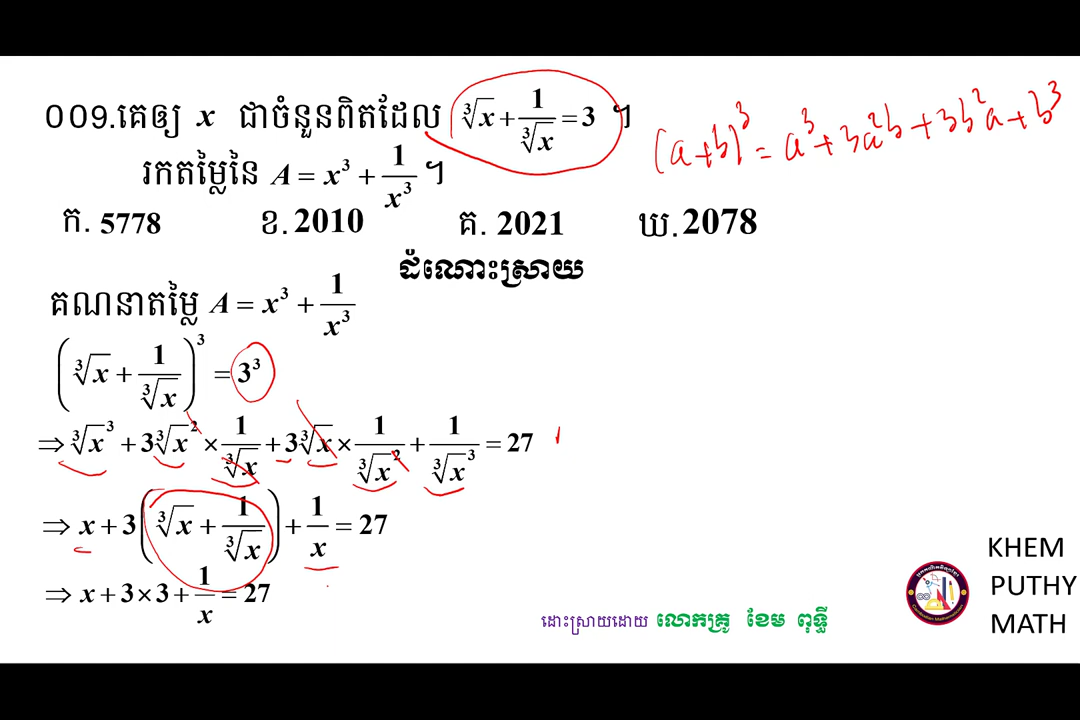 ០០9.គេឲ្យ x ជាចំនួនពិតដែល ∛x + 1/∛x = 3 ។
(a+b)³ = a³+3a²b+3b²a+b³
រកតម្លៃនៃ A = x³ + 1/x³ ។
ក. 5778 ខ. 2010 គ. 2021 ឃ. 2078
ដំណោះស្រាយ
គណនាតម្លៃ A = x³ + 1/x³
(∛x + 1/∛x)³ = 3³
⇒ ∛x³ + 3∛x² × 1/∛x + 3∛x × 1/∛x² + 1/∛x³ = 27
⇒ x + 3(∛x + 1/∛x) + 1/x = 27
⇒ x + 3×3 + 1/x = 27
ដោះស្រាយដោយ លោកគ្រូ ខែម ពុទ្ធី
KHEM
PUTHY
MATH